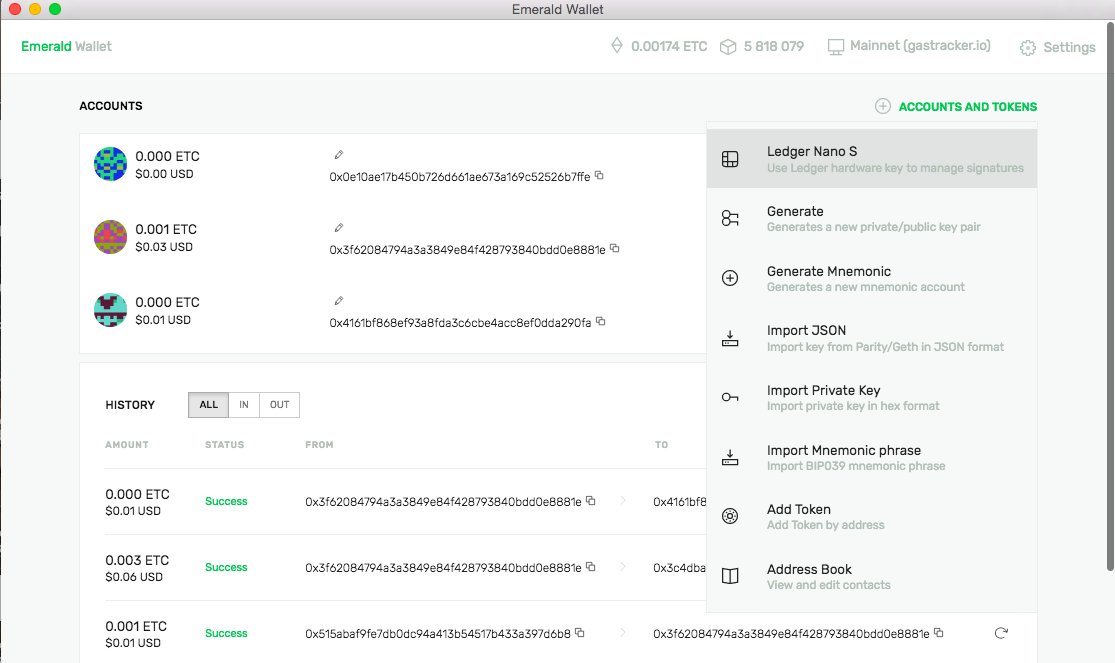 Emerald Wallet
Emerald Wallet
0.00174 ETC
5 818 079
Mainnet (gastracker.io)
Settings
ACCOUNTS
ACCOUNTS AND TOKENS
0.000 ETC
$0.00 USD
0x0e10ae17b450b726d661ae673a169c52526b7ffe
0.001 ETC
$0.03 USD
0x3f62084794a3a3849e84f428793840bdd0e8881e
0.000 ETC
$0.01 USD
0x4161bf868ef93a8fda3c6cbe4acc8ef0dda290fa
Ledger Nano S
Use Ledger hardware key to manage signatures
Generate
Generates a new private/public key pair
Generate Mnemonic
Generates a new mnemonic account
Import JSON
Import key from Parity/Geth in JSON format
Import Private Key
Import private key in hex format
Import Mnemonic phrase
Import BIP039 mnemonic phrase
Add Token
Add Token by address
Address Book
View and edit contacts
HISTORY
ALL
IN
OUT
AMOUNT
STATUS
FROM
TO
0.000 ETC
$0.01 USD
Success
0x3f62084794a3a3849e84f428793840bdd0e8881e
0x4161bf8
0.003 ETC
$0.06 USD
Success
0x3f62084794a3a3849e84f428793840bdd0e8881e
0x3c4dba
0.001 ETC
$0.01 USD
Success
0x515abaf9fe7db0dc94a413b54517b433a397d6b8
0x3f62084794a3a3849e84f428793840bdd0e8881e